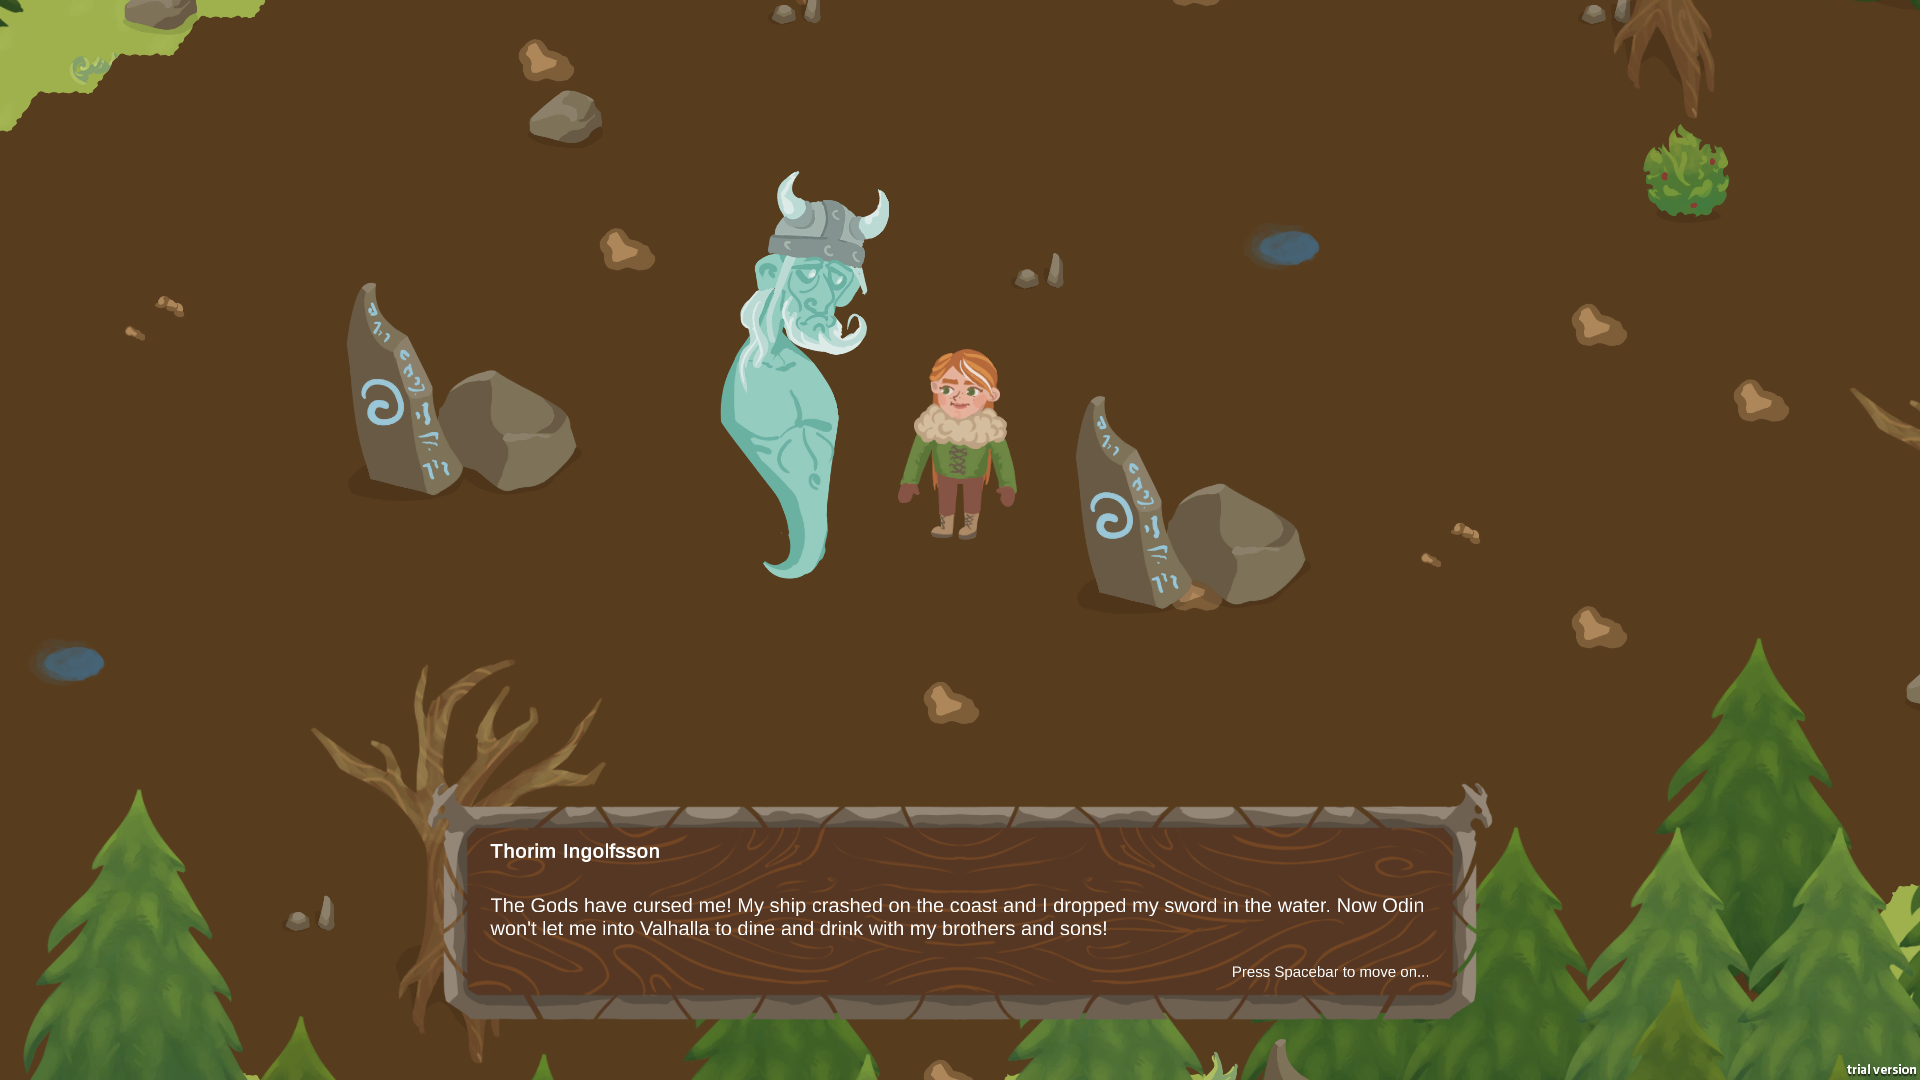 Thorim Ingolfsson
The Gods have cursed me! My ship crashed on the coast and I dropped my sword in the water. Now Odin
won't let me into Valhalla to dine and drink with my brothers and sons!
Press Spacebar to move on...
trial version